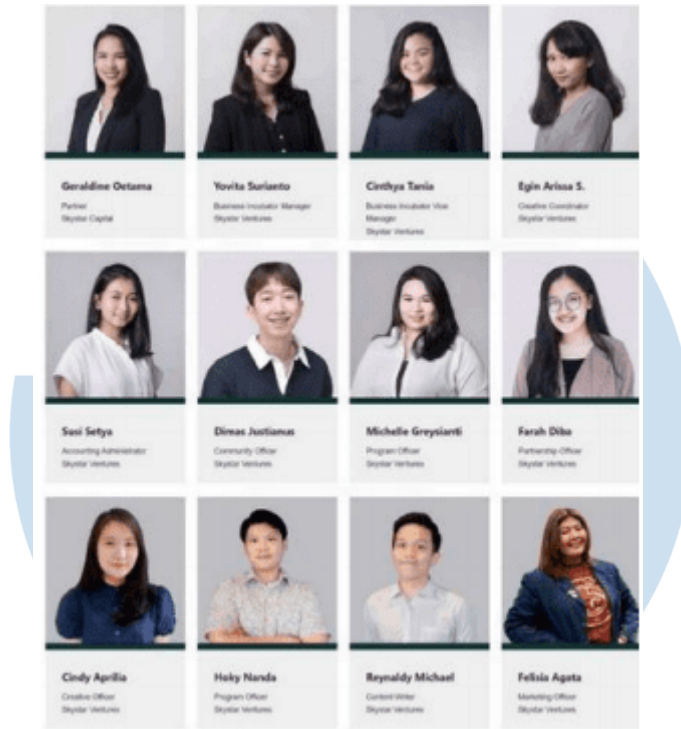 Geraldine Oetama
Partner
Skystar Capital
Yovita Surianto
Business Incubator Manager
Skystar Ventures
Cinthya Tania
Business Incubator Vice
Manager
Skystar Ventures
Egin Arissa S.
Creative Coordinator
Skystar Ventures
Susi Setya
Accounting Administrator
Skystar Ventures
Dimas Justianus
Community Officer
Skystar Ventures
Michelle Greysianti
Program Officer
Skystar Ventures
Farah Diba
Partnership Officer
Skystar Ventures
Cindy Aprilia
Creative Officer
Skystar Ventures
Hoky Nanda
Program Officer
Skystar Ventures
Reynaldy Michael
Content Writer
Skystar Ventures
Felisia Agata
Marketing Officer
Skystar Ventures